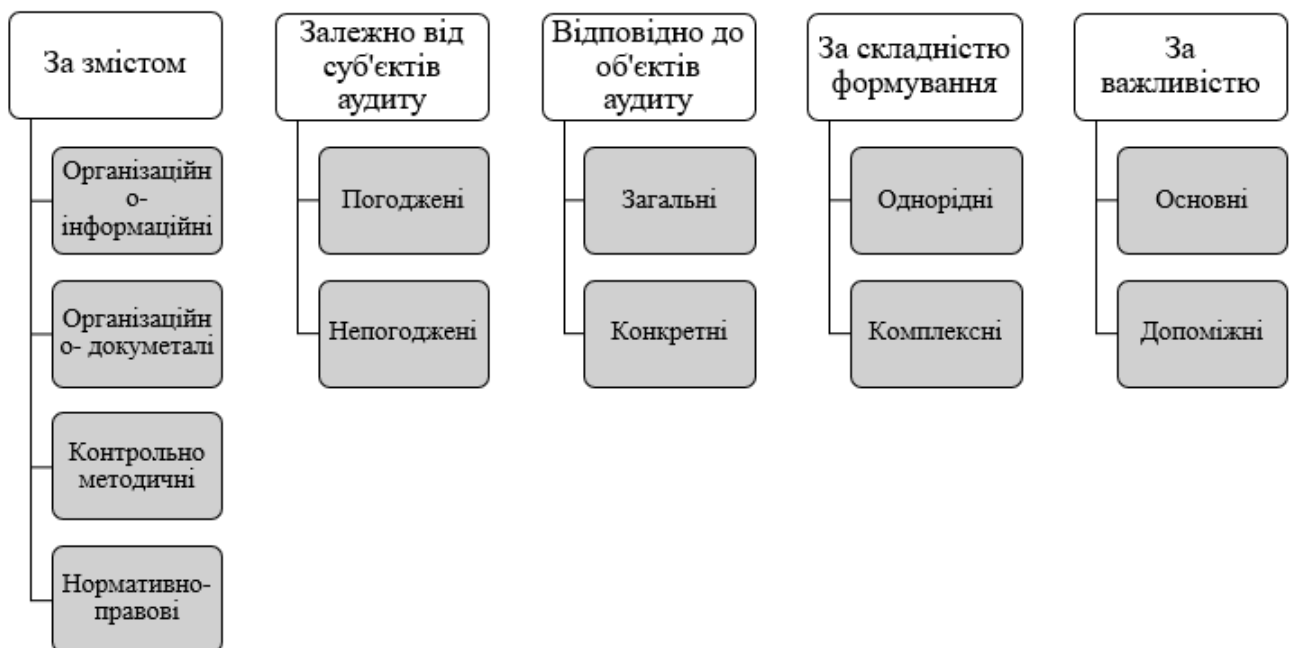 За змістом
Організаційн
о-
інформаційні
Організаційн
о- докуметалі
Контрольно
методичні
Нормативно-
правові
Залежно від
суб'єктів
аудиту
Погоджені
Непогоджені
Відповідно до
об'єктів
аудиту
Загальні
Конкретні
За складністю
формування
Однорідні
Комплексні
За
важливістю
Основні
Допоміжні